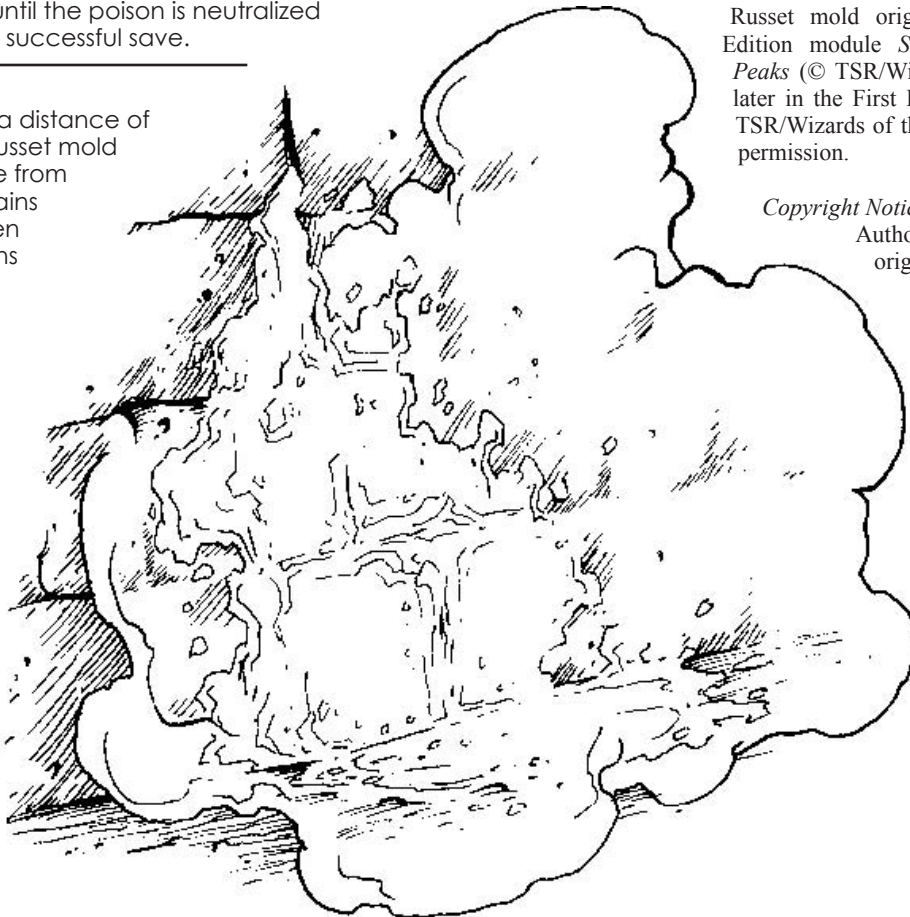 until the poison is neutralized
successful save.
a distance of
usset mold
e from
ains
en
ns
Russet mold orig
Edition module S
Peaks (© TSR/Wi
later in the First
TSR/Wizards of th
permission.
Copyright Notic
Autho
orig